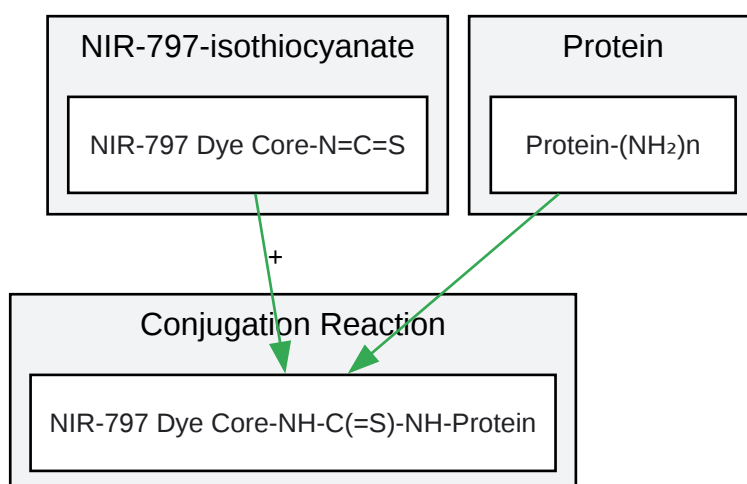 NIR-797-isothiocyanate
Protein
NIR-797 Dye Core-N=C=S
Protein-(NH₂)n
+
Conjugation Reaction
NIR-797 Dye Core-NH-C(=S)-NH-Protein